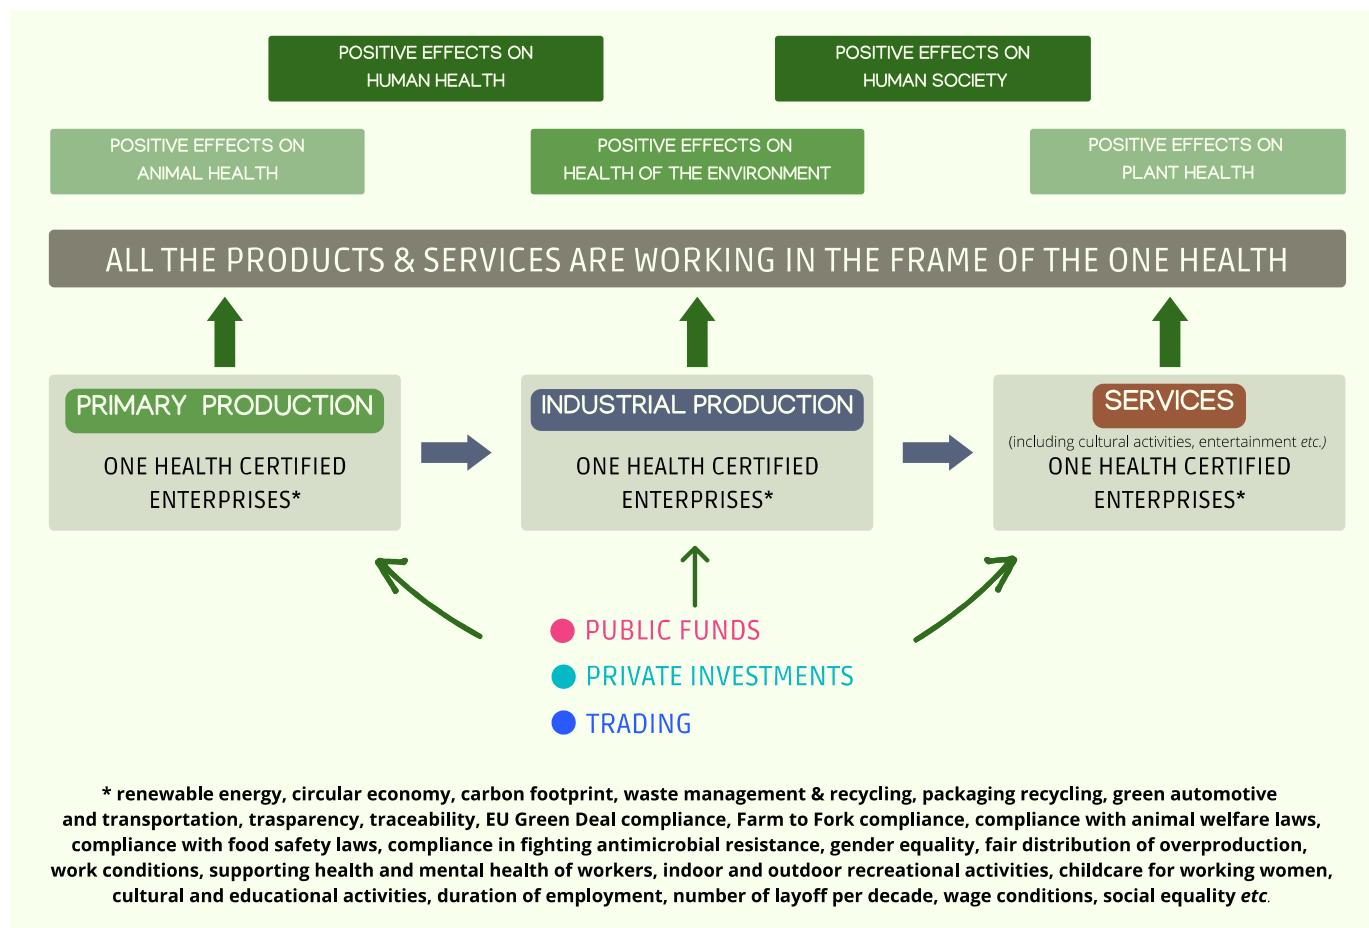 POSITIVE EFFECTS ON
HUMAN HEALTH
POSITIVE EFFECTS ON
HUMAN SOCIETY
POSITIVE EFFECTS ON
ANIMAL HEALTH
POSITIVE EFFECTS ON
HEALTH OF THE ENVIRONMENT
POSITIVE EFFECTS ON
PLANT HEALTH
ALL THE PRODUCTS & SERVICES ARE WORKING IN THE FRAME OF THE ONE HEALTH
PRIMARY PRODUCTION
ONE HEALTH CERTIFIED
ENTERPRISES*
INDUSTRIAL PRODUCTION
ONE HEALTH CERTIFIED
ENTERPRISES*
SERVICES
(including cultural activities, entertainment etc.)
ONE HEALTH CERTIFIED
ENTERPRISES*
PUBLIC FUNDS
PRIVATE INVESTMENTS
TRADING
* renewable energy, circular economy, carbon footprint, waste management & recycling, packaging recycling, green automotive
and transportation, trasparency, traceability, EU Green Deal compliance, Farm to Fork compliance, compliance with animal welfare laws,
compliance with food safety laws, compliance in fighting antimicrobial resistance, gender equality, fair distribution of overproduction,
work conditions, supporting health and mental health of workers, indoor and outdoor recreational activities, childcare for working women,
cultural and educational activities, duration of employment, number of layoff per decade, wage conditions, social equality etc.